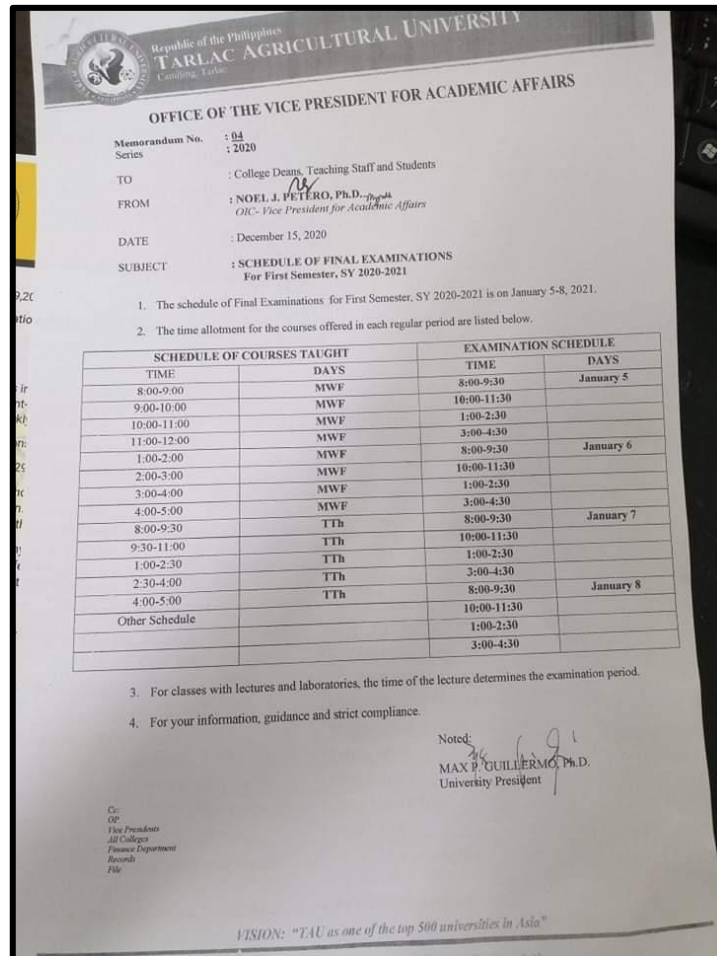 Republic of the Philippines
TARLAC AGRICULTURAL UNIVERSITY
Camiling, Tarlac
OFFICE OF THE VICE PRESIDENT FOR ACADEMIC AFFAIRS
Memorandum No. : 04
Series : 2020
TO : College Deans, Teaching Staff and Students
FROM : NOEL J. PETERO, Ph.D.
OIC- Vice President for Academic Affairs
DATE : December 15, 2020
SUBJECT : SCHEDULE OF FINAL EXAMINATIONS
For First Semester, SY 2020-2021
1. The schedule of Final Examinations for First Semester, SY 2020-2021 is on January 5-8, 2021.
2. The time allotment for the courses offered in each regular period are listed below.
SCHEDULE OF COURSES TAUGHT EXAMINATION SCHEDULE
TIME DAYS TIME DAYS
8:00-9:00 MWF 8:00-9:30 January 5
9:00-10:00 MWF 10:00-11:30
10:00-11:00 MWF 1:00-2:30
11:00-12:00 MWF 3:00-4:30
1:00-2:00 MWF 8:00-9:30 January 6
2:00-3:00 MWF 10:00-11:30
3:00-4:00 MWF 1:00-2:30
4:00-5:00 MWF 3:00-4:30
8:00-9:30 TTh 8:00-9:30 January 7
9:30-11:00 TTh 10:00-11:30
1:00-2:30 TTh 1:00-2:30
2:30-4:00 TTh 3:00-4:30
4:00-5:00 TTh 8:00-9:30 January 8
Other Schedule 10:00-11:30
1:00-2:30
3:00-4:30
3. For classes with lectures and laboratories, the time of the lecture determines the examination period.
4. For your information, guidance and strict compliance.
Noted:
MAX P. GUILLERMO, Ph.D.
University President
Cc:
OP
Vice Presidents
All Colleges
Finance Department
Records
File
VISION: "TAU as one of the top 500 universities in Asia"